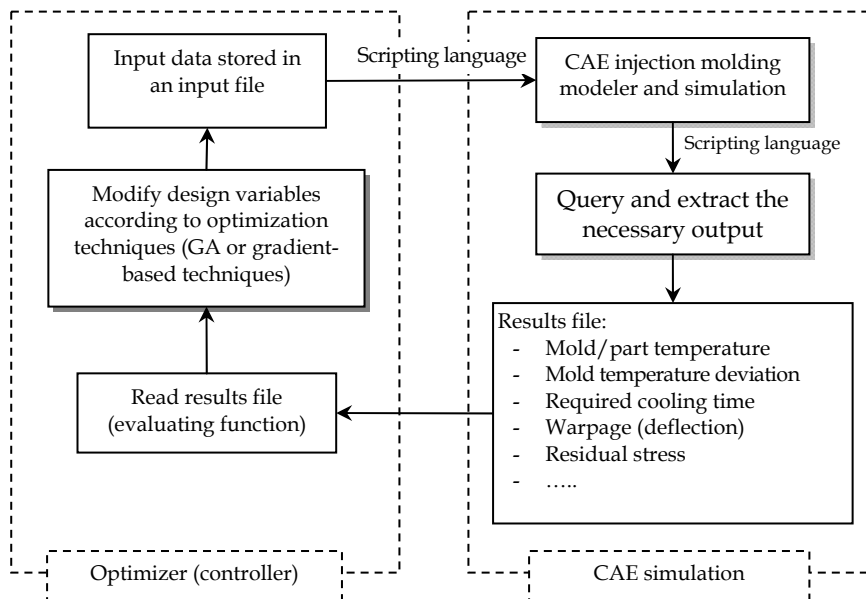 Input data stored in
an input file
Scripting language
CAE injection molding
modeler and simulation
Scripting language
Modify design variables
according to optimization
techniques (GA or gradient-
based techniques)
Query and extract the
necessary output
Results file:
- Mold/part temperature
- Mold temperature deviation
- Required cooling time
- Warpage (deflection)
- Residual stress
- …..
Read results file
(evaluating function)
Optimizer (controller)
CAE simulation